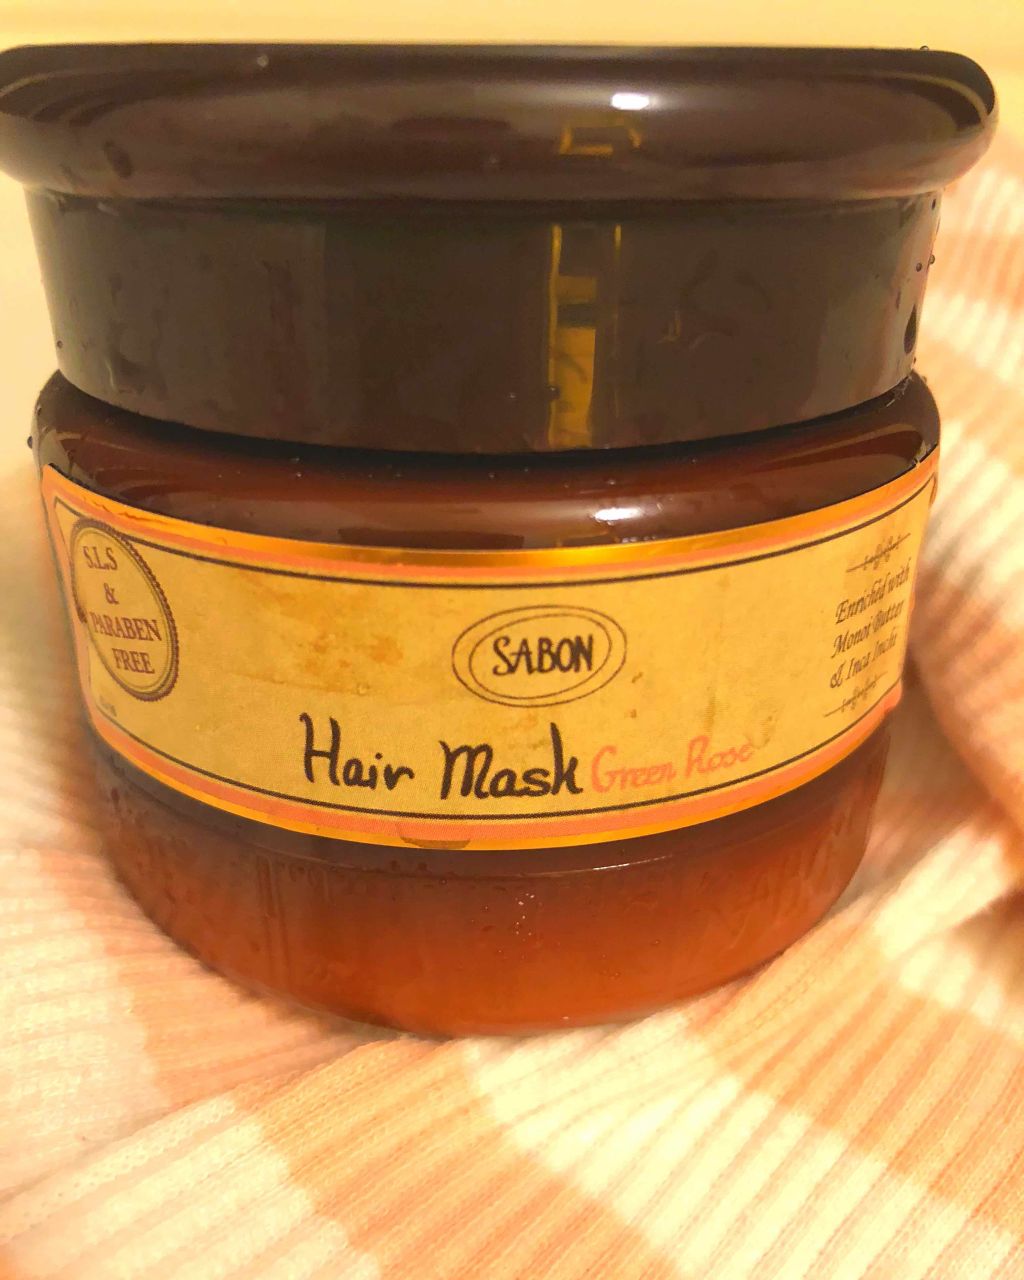 S.L.S
&
PARABEN
FREE
SABON
Hair Mask Green Rose
Enriched with
Monoi Butter
& Inca Inchi